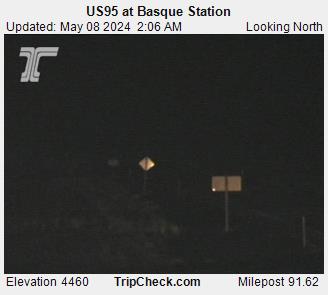 US95 at Basque Station
Updated: May 08 2024 2:06 AM Looking North
Elevation 4460 TripCheck.com Milepost 91.62